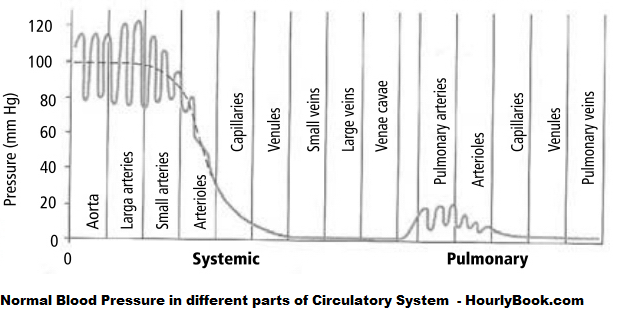 Pressure (mm Hg)
120
100
80
60
40
20
0
0
Aorta
Larga arteries
Small arteries
Arterioles
Capillaries
Venules
Small veins
Large veins
Venae cavae
Pulmonary arteries
Arterioles
Capillaries
Venules
Pulmonary veins
Systemic
Pulmonary
Normal Blood Pressure in different parts of Circulatory System - HourlyBook.com